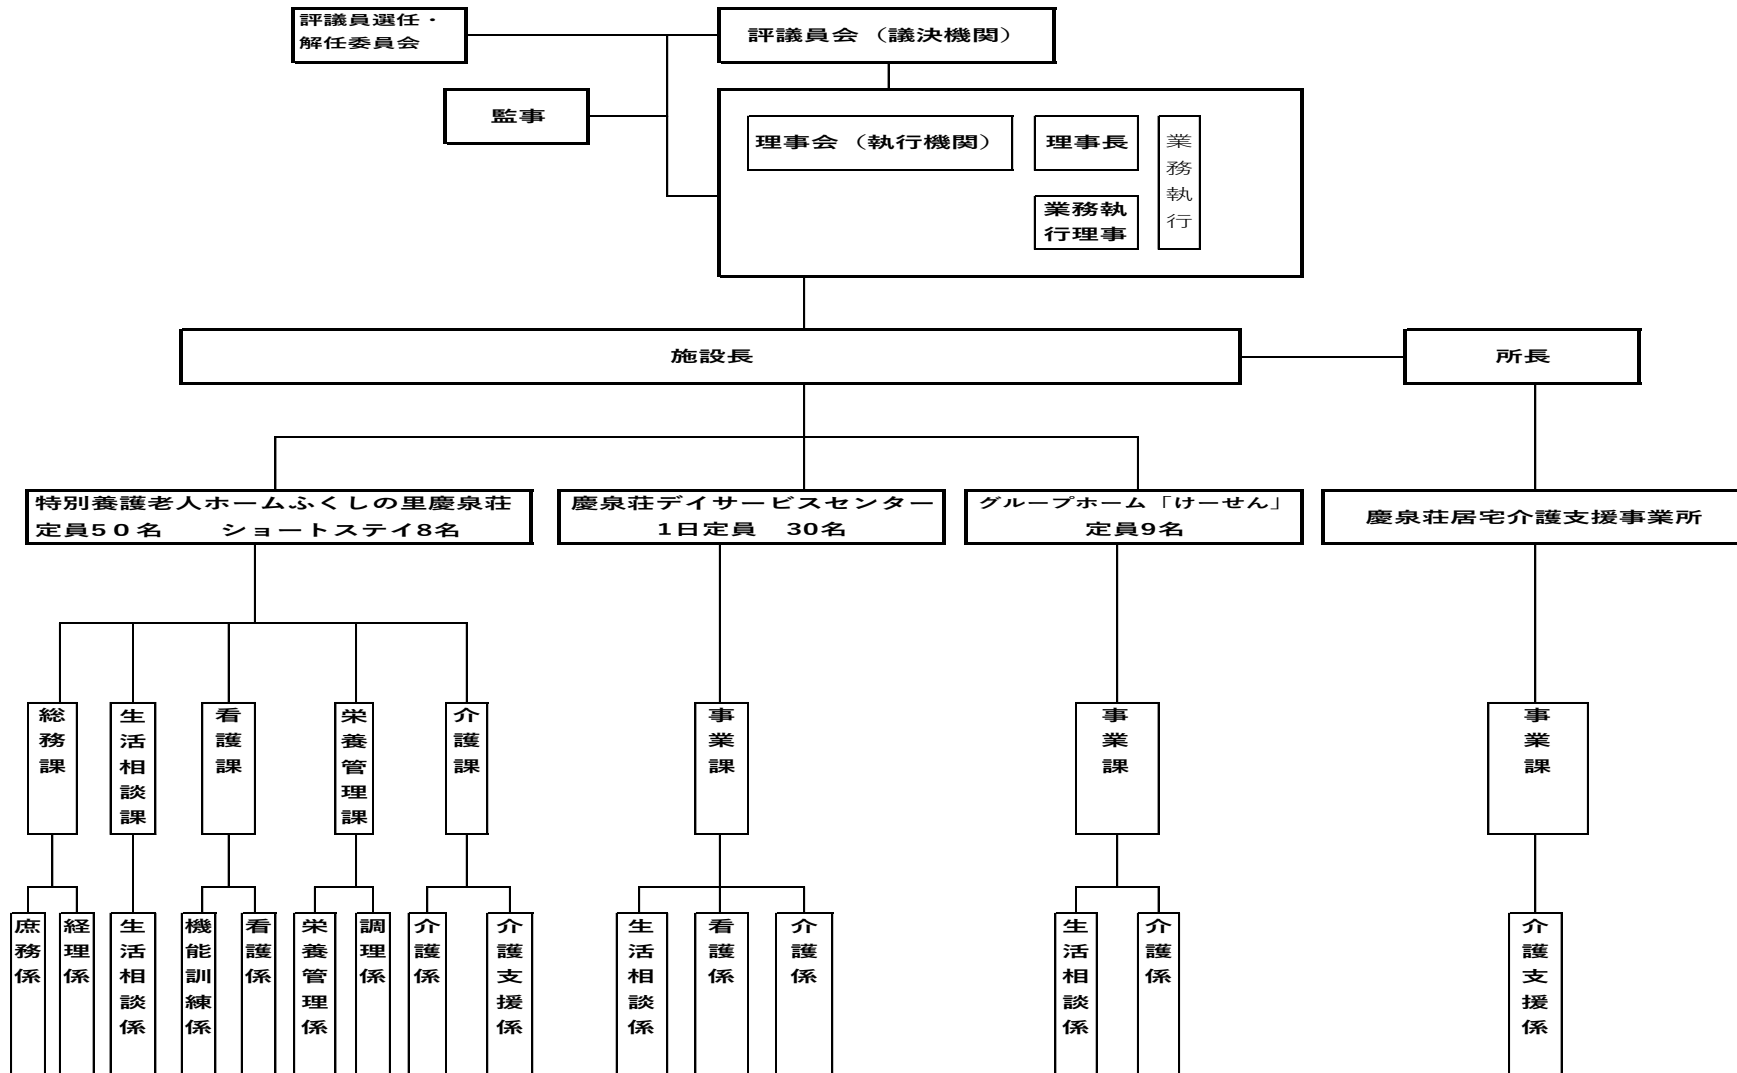 評議員選任・
解任委員会
評議員会（議決機関）
監事
理事会（執行機関）
理事長
業務執行
業務執
行理事
施設長
所長
特別養護老人ホームふくしの里慶泉荘
定員5０名　　ショートステイ8名
慶泉荘デイサービスセンター
1日定員　30名
グループホーム「けーせん」
定員9名
慶泉荘居宅介護支援事業所
総務課
生活相談課
看護課
栄養管理課
介護課
事業課
事業課
事業課
庶務係
経理係
生活相談係
機能訓練係
看護係
栄養管理係
調理係
介護係
介護支援係
生活相談係
看護係
介護係
生活相談係
介護係
介護支援係